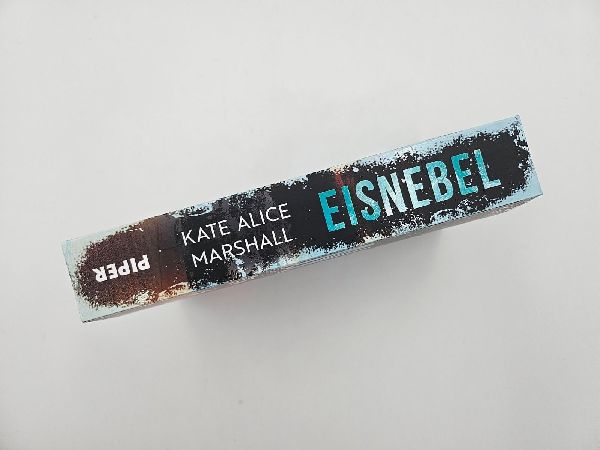 PIPER
KATE ALICE
MARSHALL
EISNEBEL